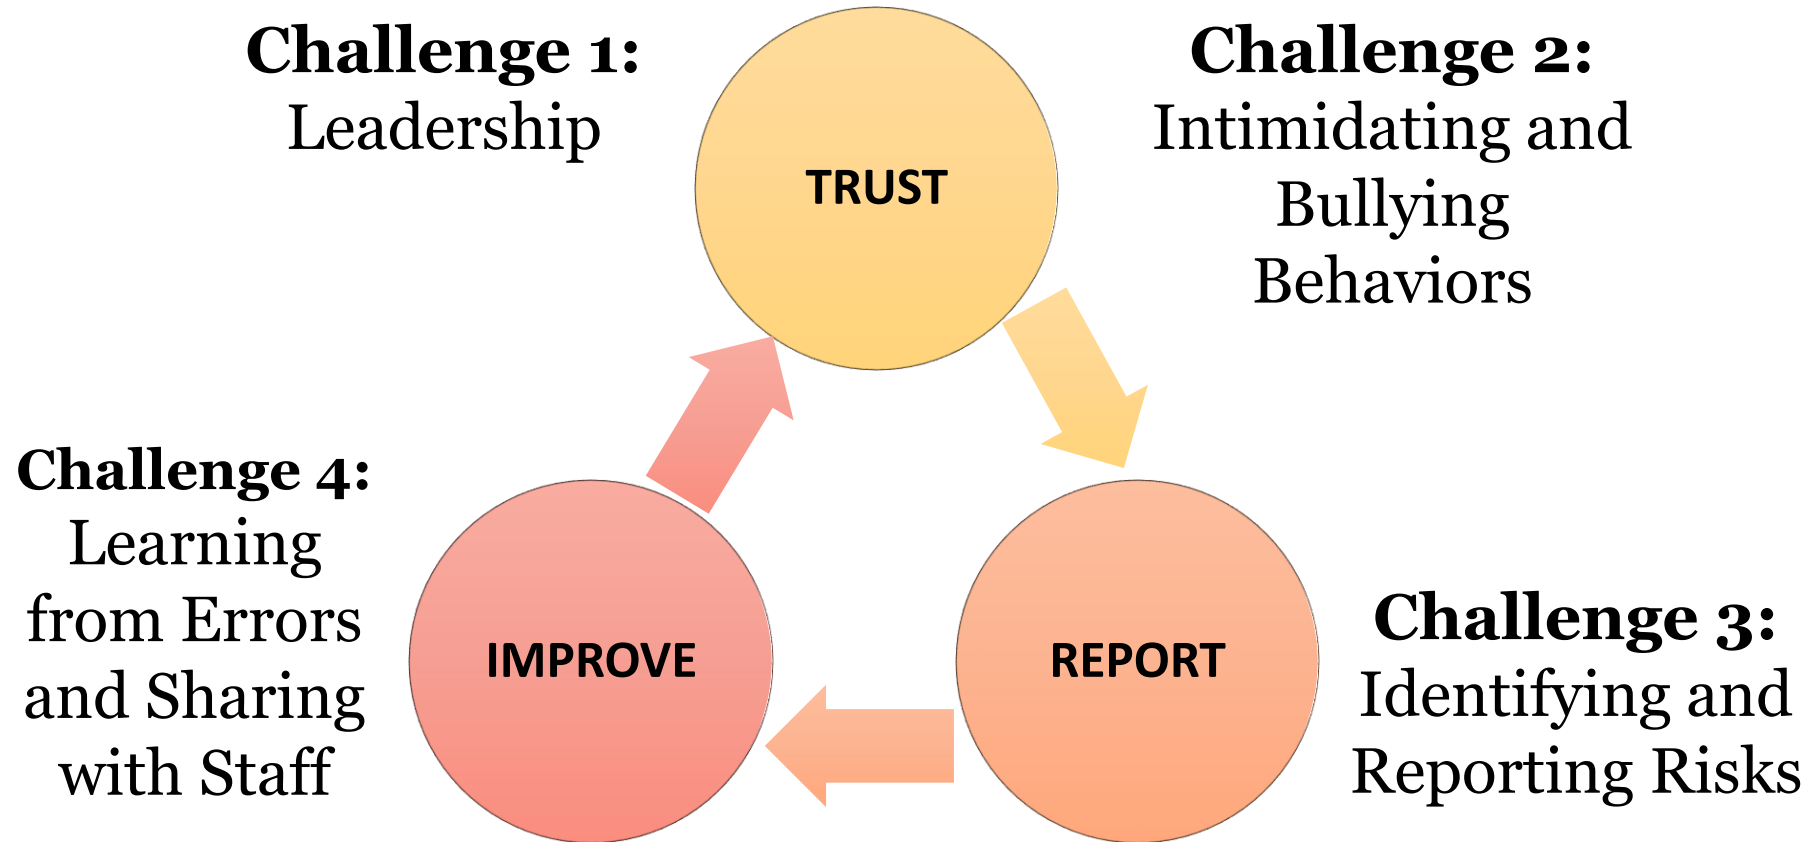 Challenge 1:
Leadership
TRUST
Challenge 2:
Intimidating and
Bullying
Behaviors
Challenge 4:
Learning
from Errors
and Sharing
with Staff
IMPROVE
REPORT
Challenge 3:
Identifying and
Reporting Risks